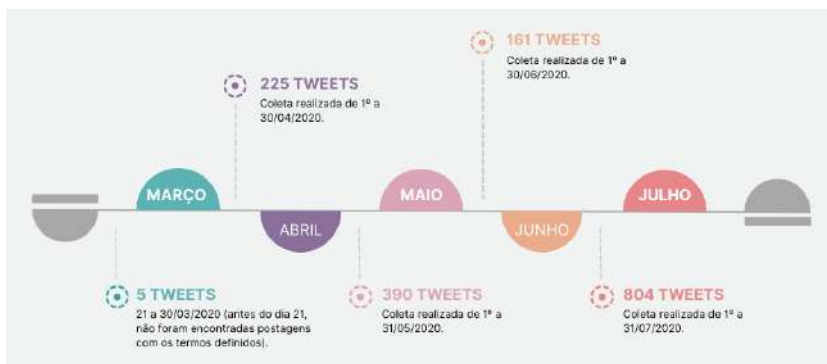 161 TWEETS
Coleta realizada de 1º a
30/06/2020.
225 TWEETS
Coleta realizada de 1º a
30/04/2020.
MARÇO
MAIO
JULHO
ABRIL
JUNHO
5 TWEETS
21 a 30/03/2020 (antes do dia 21,
não foram encontradas postagens
com os termos definidos).
390 TWEETS
Coleta realizada de 1º a
31/05/2020.
804 TWEETS
Coleta realizada de 1º a
31/07/2020.